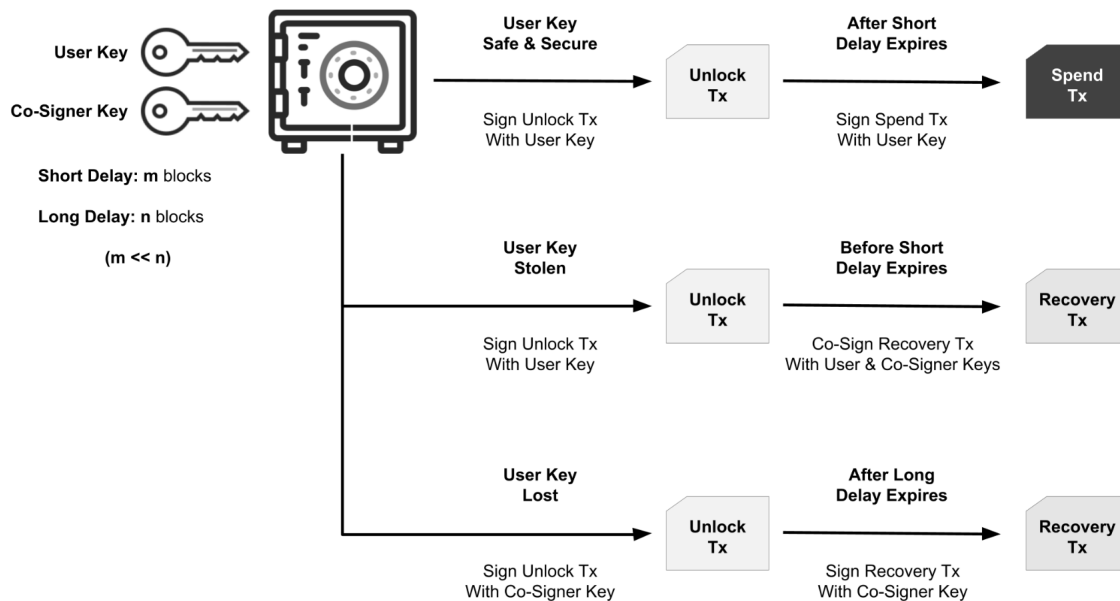 User Key
Co-Signer Key
Short Delay: m blocks
Long Delay: n blocks
(m << n)
User Key
Safe & Secure
Sign Unlock Tx
With User Key
Unlock
Tx
After Short
Delay Expires
Sign Spend Tx
With User Key
Spend
Tx
User Key
Stolen
Sign Unlock Tx
With User Key
Unlock
Tx
Before Short
Delay Expires
Co-Sign Recovery Tx
With User & Co-Signer Keys
Recovery
Tx
User Key
Lost
Sign Unlock Tx
With Co-Signer Key
Unlock
Tx
After Long
Delay Expires
Sign Recovery Tx
With Co-Signer Key
Recovery
Tx